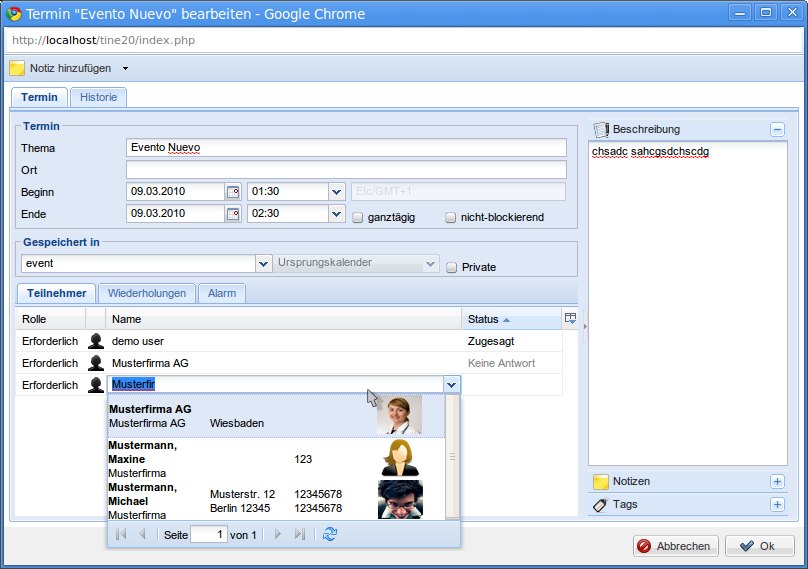 Termin "Evento Nuevo" bearbeiten - Google Chrome
http://localhost/tine20/index.php
Notiz hinzufügen
Termin Historie
Termin
Thema Evento Nuevo
Ort
Beginn 09.03.2010 01:30 Etc/GMT+1
Ende 09.03.2010 02:30 ganztägig nicht-blockierend
Gespeichert in
event Ursprungskalender Private
Teilnehmer Wiederholungen Alarm
Rolle Name Status
Erforderlich demo user Zugesagt
Erforderlich Musterfirma AG Keine Antwort
Erforderlich Musterfir
Musterfirma AG
Musterfirma AG Wiesbaden
Mustermann,
Maxine 123
Musterfirma
Mustermann,
Michael Musterstr. 12 12345678
Musterfirma Berlin 12345 12345678
Seite 1 von 1
Beschreibung
chsadc sahcgsdchscdg
Notizen
Tags
Abbrechen Ok